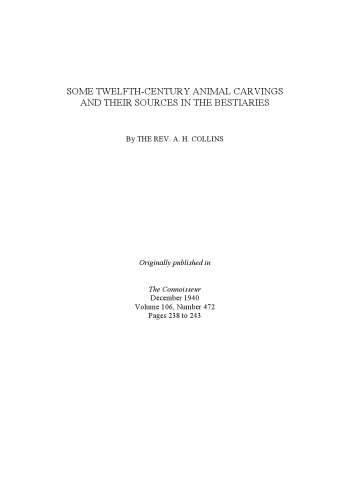 SOME TWELFTH-CENTURY ANIMAL CARVINGS
AND THEIR SOURCES IN THE BESTIARIES
By THE REV. A. H. COLLINS
Originally published in
The Connoisseur
December 1940
Volume 106, Number 472
Pages 238 to 243